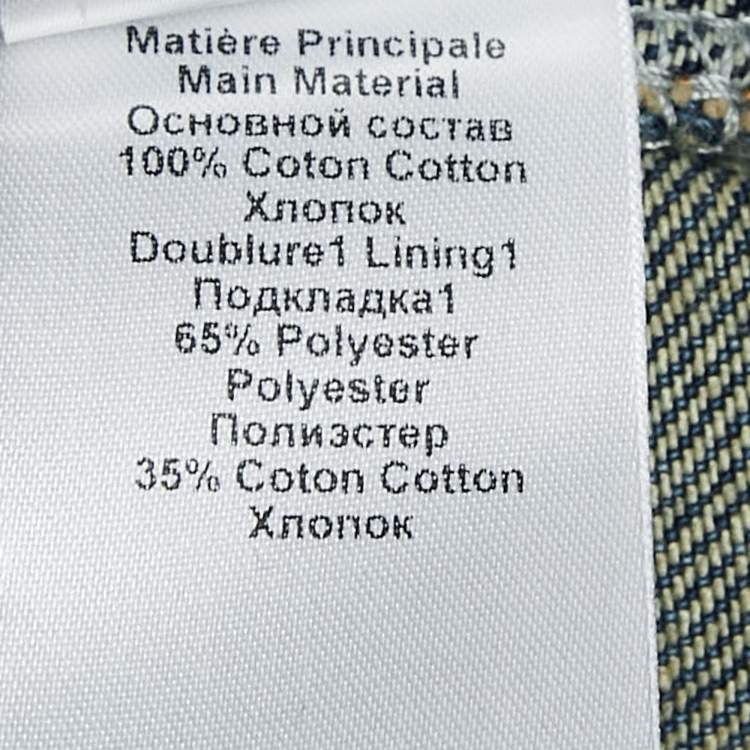 Matière Principale
Main Material
Основной состав
100% Coton Cotton
Хлопок
Doublure1 Lining1
Подкладка1
65% Polyester
Polyester
Полиэстер
35% Coton Cotton
Хлопок